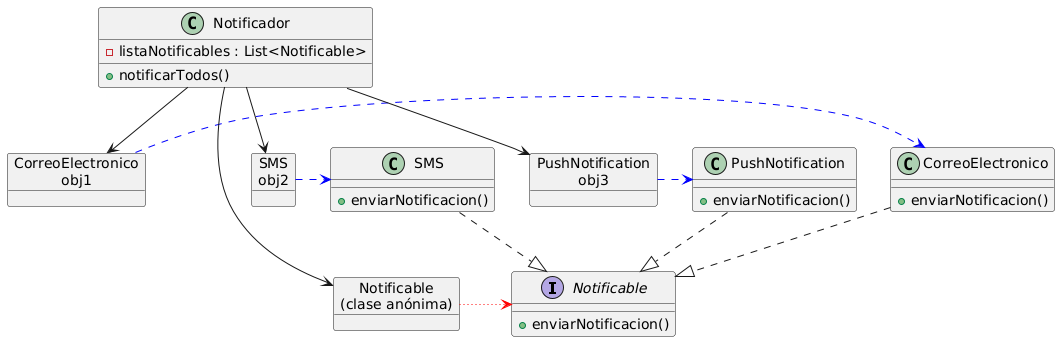 C Notificador
listaNotificables : List<Notificable>
notificarTodos()
CorreoElectronico
obj1
SMS
obj2
C SMS
enviarNotificacion()
PushNotification
obj3
C PushNotification
enviarNotificacion()
C CorreoElectronico
enviarNotificacion()
Notificable
(clase anónima)
I Notificable
enviarNotificacion()